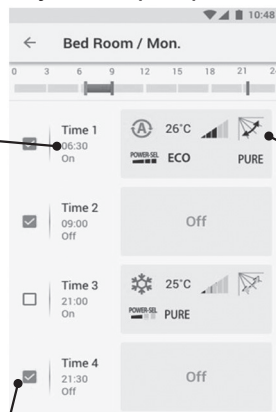 10:48
Bed Room / Mon.
0 3 6 9 12 15 18 21 2
Time 1
06:30
On
A 26°C
POWER-SEL ECO PURE
Time 2
09:00
Off
Off
Time 3
21:00
On
25°C
POWER-SEL PURE
Time 4
21:30
Off
Off